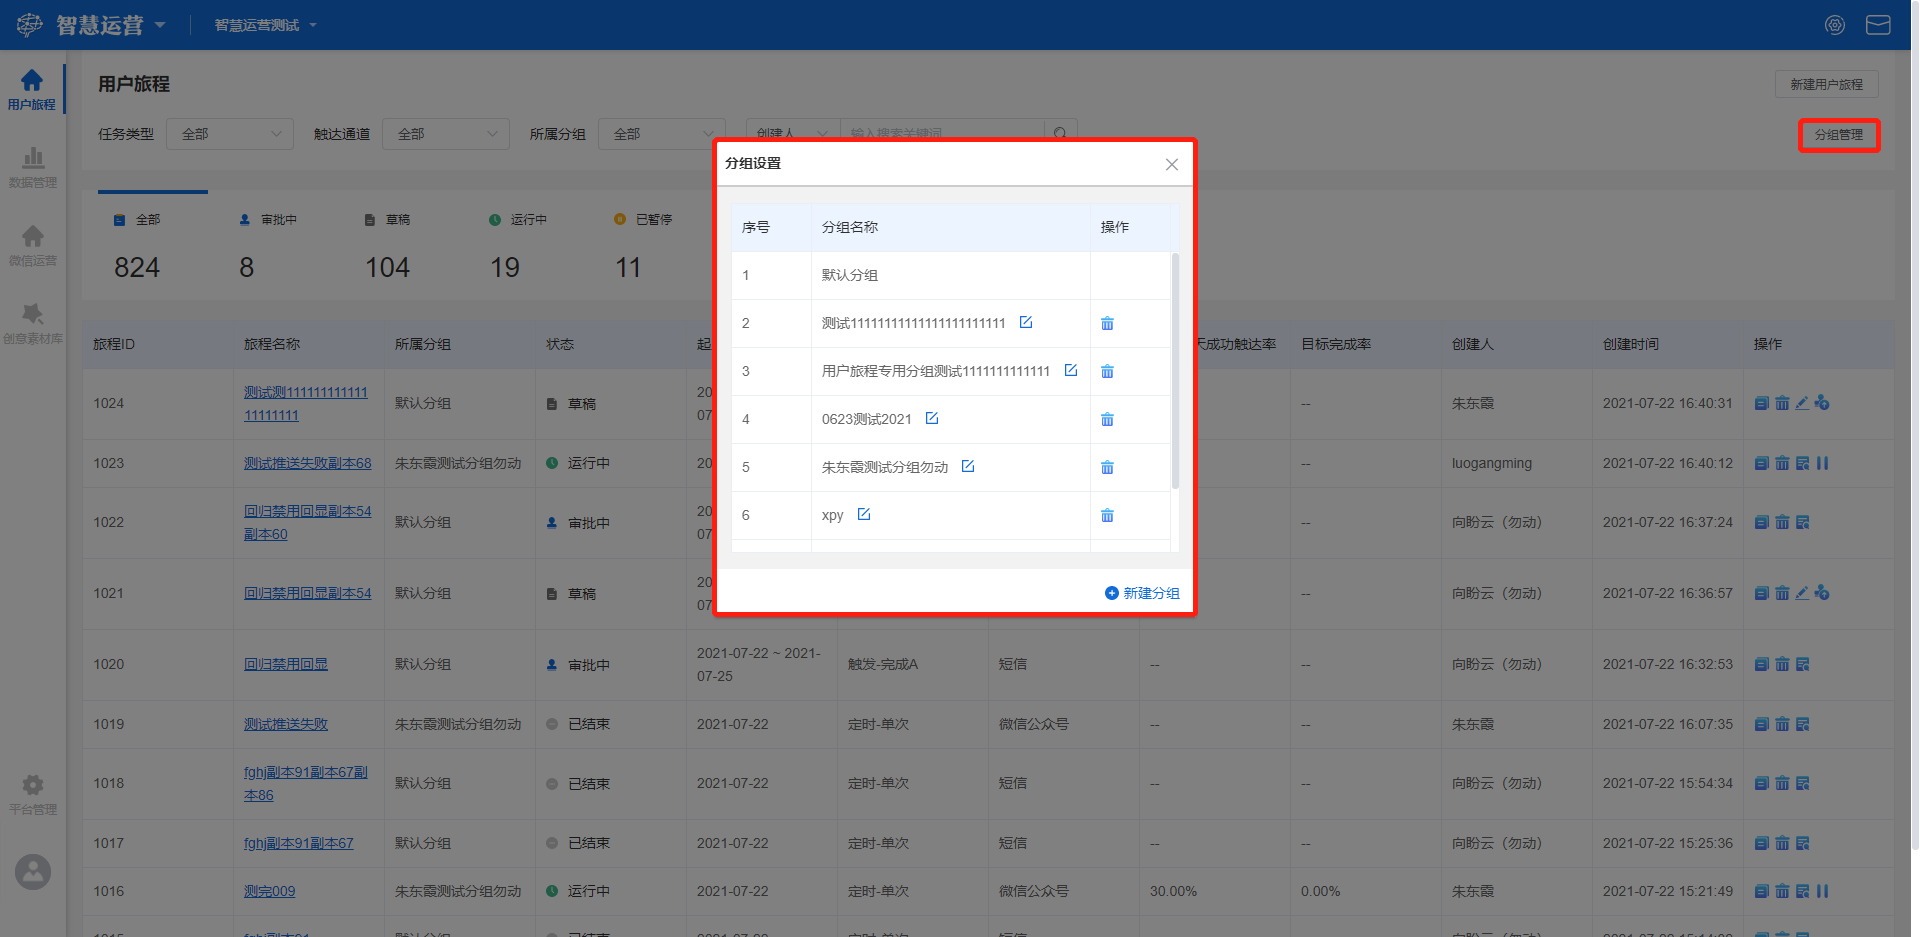 智慧运营
智慧运营测试
用户旅程
数据管理
微信运营
创意素材库
平台管理
用户旅程
新建用户旅程
任务类型 全部 触达通道 全部 所属分组 全部 创建人 输入搜索关键词
分组管理
全部 审批中 草稿 运行中 已暂停
824 8 104 19 11
旅程ID 旅程名称 所属分组 状态 起 天成功触达率 目标完成率 创建人 创建时间 操作
1024 测试测111111111111 默认分组 草稿 20 -- 朱东霞 2021-07-22 16:40:31
11111111 07
1023 测试推送失败副本68 朱东霞测试分组勿动 运行中 20 -- luogangming 2021-07-22 16:40:12
1022 回归禁用回显副本54 默认分组 审批中 20 -- 向盼云（勿动） 2021-07-22 16:37:24
副本60 07
1021 回归禁用回显副本54 默认分组 草稿 20 -- 向盼云（勿动） 2021-07-22 16:36:57
07
1020 回归禁用回显 默认分组 审批中 2021-07-22 ~ 2021- 触发-完成A 短信 -- -- 向盼云（勿动） 2021-07-22 16:32:53
07-25
1019 测试推送失败 朱东霞测试分组勿动 已结束 2021-07-22 定时-单次 微信公众号 -- -- 朱东霞 2021-07-22 16:07:35
1018 fghj副本91副本67副 默认分组 已结束 2021-07-22 定时-单次 短信 -- -- 向盼云（勿动） 2021-07-22 15:54:34
本86
1017 fghj副本91副本67 默认分组 已结束 2021-07-22 定时-单次 短信 -- -- 向盼云（勿动） 2021-07-22 15:25:36
1016 测完009 朱东霞测试分组勿动 运行中 2021-07-22 定时-单次 微信公众号 30.00% 0.00% 朱东霞 2021-07-22 15:21:49
分组设置
序号 分组名称 操作
1 默认分组
2 测试11111111111111111111111
3 用户旅程专用分组测试1111111111111
4 0623测试2021
5 朱东霞测试分组勿动
6 xpy
新建分组